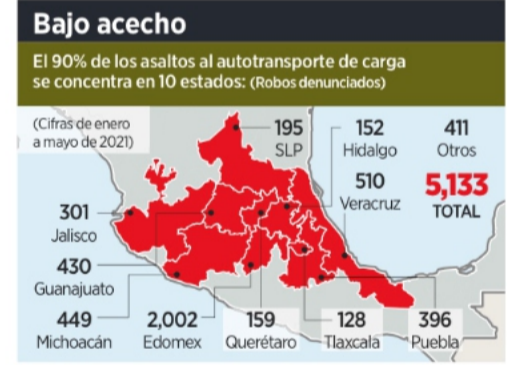 Bajo acecho
El 90% de los asaltos al autotransporte de carga
se concentra en 10 estados: (Robos denunciados)
(Cifras de enero
a mayo de 2021)
195
SLP
152
Hidalgo
411
Otros
510
Veracruz
5,133
TOTAL
301
Jalisco
430
Guanajuato
449
Michoacán
2,002
Edomex
159
Querétaro
128
Tlaxcala
396
Puebla